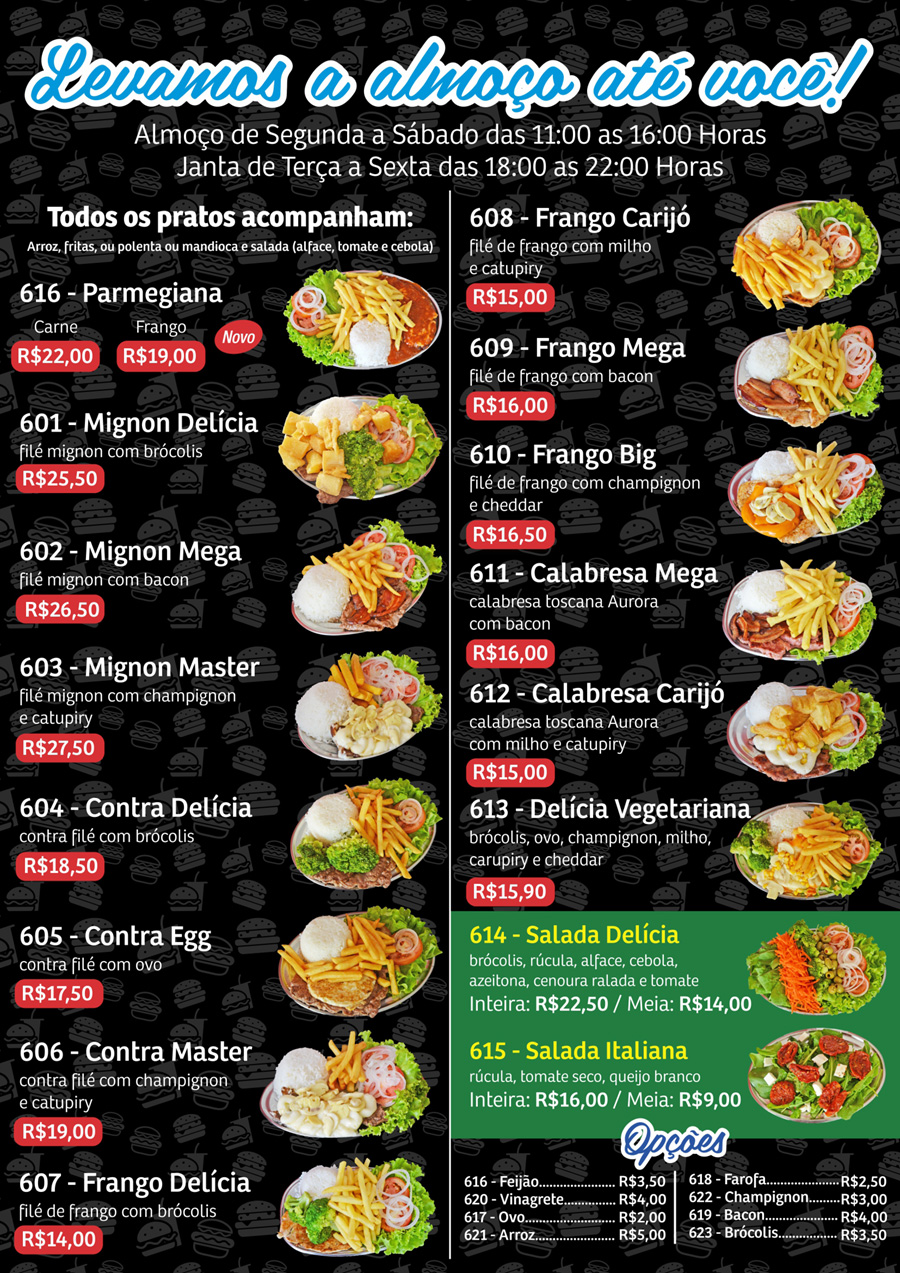 Levamos a almoço até você!
Almoço de Segunda a Sábado das 11:00 as 16:00 Horas
Janta de Terça a Sexta das 18:00 as 22:00 Horas
Todos os pratos acompanham:
Arroz, fritas, ou polenta ou mandioca e salada (alface, tomate e cebola)
616 - Parmegiana
Carne Frango
R$22,00 R$19,00 Novo
601 - Mignon Delícia
filé mignon com brócolis
R$25,50
602 - Mignon Mega
filé mignon com bacon
R$26,50
603 - Mignon Master
filé mignon com champignon
e catupiry
R$27,50
604 - Contra Delícia
contra filé com brócolis
R$18,50
605 - Contra Egg
contra filé com ovo
R$17,50
606 - Contra Master
contra filé com champignon
e catupiry
R$19,00
607 - Frango Delícia
filé de frango com brócolis
R$14,00
608 - Frango Carijó
filé de frango com milho
e catupiry
R$15,00
609 - Frango Mega
filé de frango com bacon
R$16,00
610 - Frango Big
filé de frango com champignon
e cheddar
R$16,50
611 - Calabresa Mega
calabresa toscana Aurora
com bacon
R$16,00
612 - Calabresa Carijó
calabresa toscana Aurora
com milho e catupiry
R$15,00
613 - Delícia Vegetariana
brócolis, ovo, champignon, milho,
carupiry e cheddar
R$15,90
614 - Salada Delícia
brócolis, rúcula, alface, cebola,
azeitona, cenoura ralada e tomate
Inteira: R$22,50 / Meia: R$14,00
615 - Salada Italiana
rúcula, tomate seco, queijo branco
Inteira: R$16,00 / Meia: R$9,00
Opções
616 - Feijão..................... R$3,50
620 - Vinagrete.............. R$4,00
617 - Ovo......................... R$2,00
621 - Arroz...................... R$5,00
618 - Farofa.................... R$2,50
622 - Champignon........ R$3,00
619 - Bacon.................... R$4,00
623 - Brócolis................ R$3,50